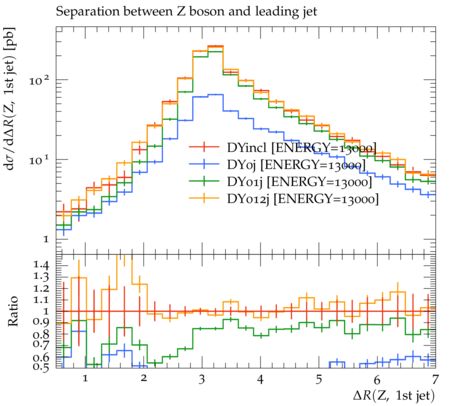 Separation between Z boson and leading jet
dσ / dΔR(Z, 1st jet) [pb]
10²
10¹
1
DYincl [ENERGY=13000]
DY0j [ENERGY=13000]
DY01j [ENERGY=13000]
DY012j [ENERGY=13000]
Ratio
1.4
1.3
1.2
1.1
1
0.9
0.8
0.7
0.6
0.5
1 2 3 4 5 6 7
ΔR(Z, 1st jet)